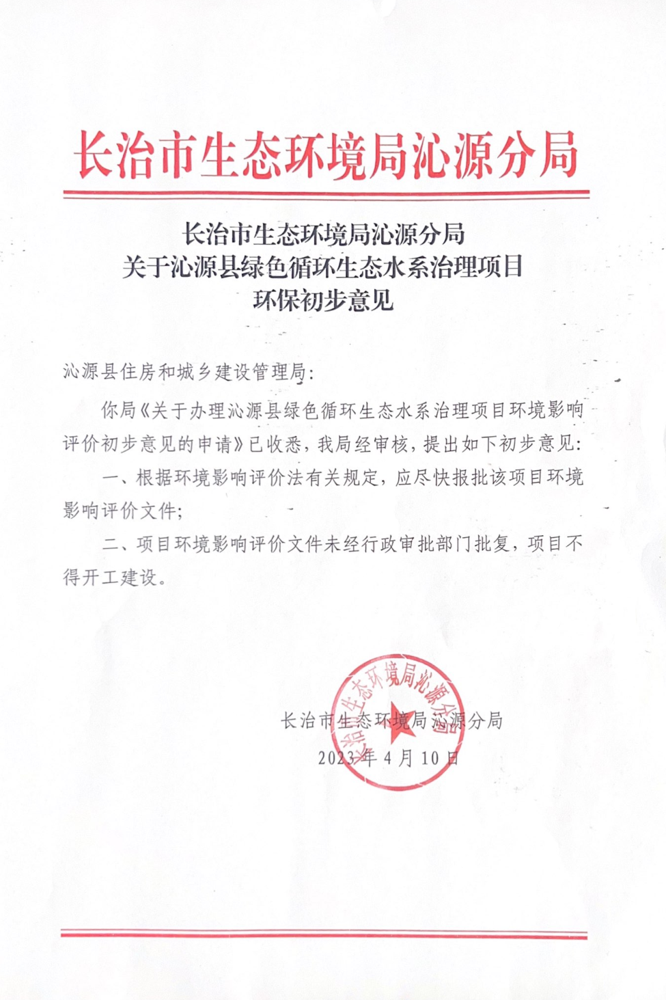 长治市生态环境局沁源分局
长治市生态环境局沁源分局
关于沁源县绿色循环生态水系治理项目
环保初步意见
沁源县住房和城乡建设管理局：
你局《关于办理沁源县绿色循环生态水系治理项目环境影响
评价初步意见的申请》已收悉，我局经审核，提出如下初步意见：
一、根据环境影响评价法有关规定，应尽快报批该项目环境
影响评价文件；
二、项目环境影响评价文件未经行政审批部门批复，项目不
得开工建设。
长治市生态环境局沁源分局
长治市生态环境局沁源分局
2023年4月10日